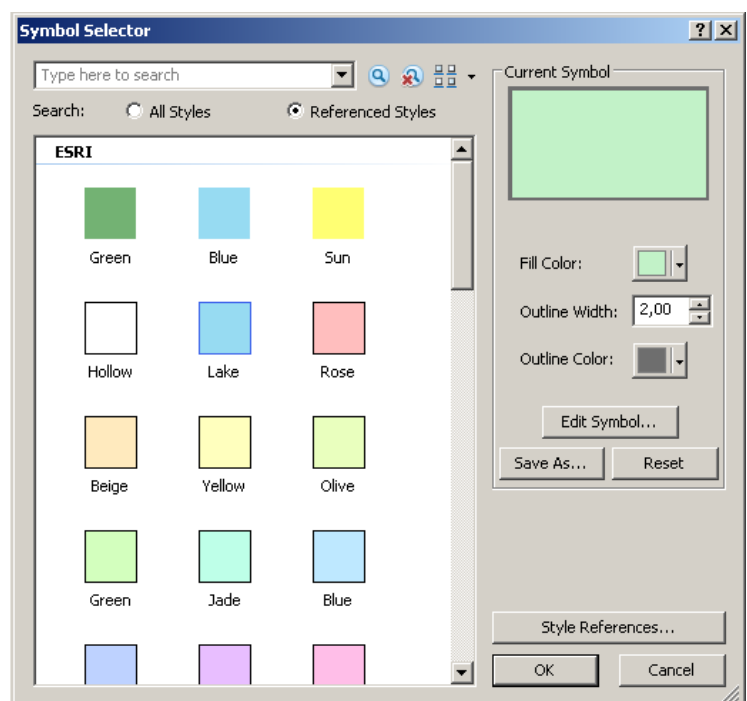 Symbol Selector
Type here to search
Search: All Styles Referenced Styles
ESRI
Green Blue Sun
Hollow Lake Rose
Beige Yellow Olive
Green Jade Blue
Current Symbol
Fill Color:
Outline Width: 2,00
Outline Color:
Edit Symbol...
Save As... Reset
Style References...
OK Cancel